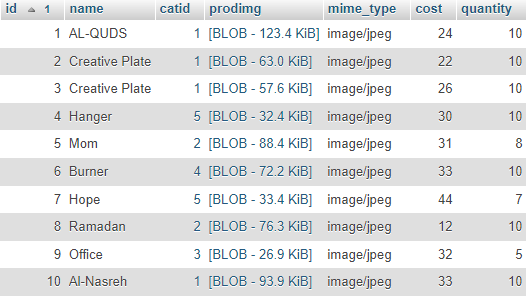 id 1 name catid prodimg mime_type cost quantity
1 AL-QUDS 1 [BLOB - 123.4 KiB] image/jpeg 24 10
2 Creative Plate 1 [BLOB - 63.0 KiB] image/jpeg 22 10
3 Creative Plate 1 [BLOB - 57.6 KiB] image/jpeg 26 10
4 Hanger 5 [BLOB - 32.4 KiB] image/jpeg 30 10
5 Mom 2 [BLOB - 88.4 KiB] image/jpeg 31 8
6 Burner 4 [BLOB - 72.2 KiB] image/jpeg 33 10
7 Hope 5 [BLOB - 33.4 KiB] image/jpeg 44 7
8 Ramadan 2 [BLOB - 76.3 KiB] image/jpeg 12 10
9 Office 3 [BLOB - 26.9 KiB] image/jpeg 32 5
10 Al-Nasreh 1 [BLOB - 93.9 KiB] image/jpeg 33 10